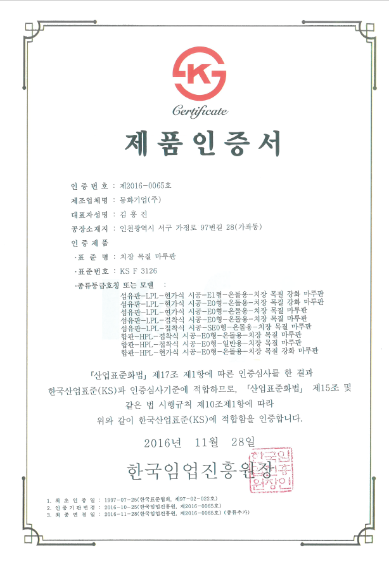 KS
Certificate
제품인증서
인증번호 : 제2016-0065호
제조업체명 : 동화기업(주)
대표자성명 : 김홍진
공장소재지 : 인천광역시 서구 가정로 97번길 28(가좌동)
인증제품
·표준명 : 치장 목질 마루판
·표준번호 : KS F 3126
·종류등급호칭 또는 모델 :
섬유판-LPL-현가식 시공-E1형-온돌용-치장 목질 강화 마루판
섬유판-LPL-현가식 시공-E0형-온돌용-치장 목질 강화 마루판
섬유판-LPL-현가식 시공-E0형-온돌용-치장 목질 마루판
섬유판-LPL-접착식 시공-E0형-온돌용-치장 목질 마루판
섬유판-LPL-접착식 시공-SE0형-온돌용-치장 목질 마루판
합판-HPL-접착식 시공-E0형-온돌용-치장 목질 마루판
합판-HPL-접착식 시공-E0형-일반용-치장 목질 마루판
합판-HPL-현가식 시공-E0형-온돌용-치장 목질 마루판
「산업표준화법」 제17조 제1항에 따른 인증심사를 한 결과
한국산업표준(KS)과 인증심사기준에 적합하므로, 「산업표준화법」 제15조 및
같은 법 시행규칙 제10조제1항에 따라
위와 같이 한국산업표준(KS)에 적합함을 인증합니다.
2016년 11월 28일
한국임업진흥원장
한국임
업진흥
원장인
1. 최초인증일 : 1997-07-25(한국표준협회, 제97-02-022호)
2. 인증기관변경 : 2016-10-25(한국임업진흥원, 제2016-0065호)
3. 최종변경일 : 2016-11-28(한국임업진흥원, 제2016-0065호) (종류추가)